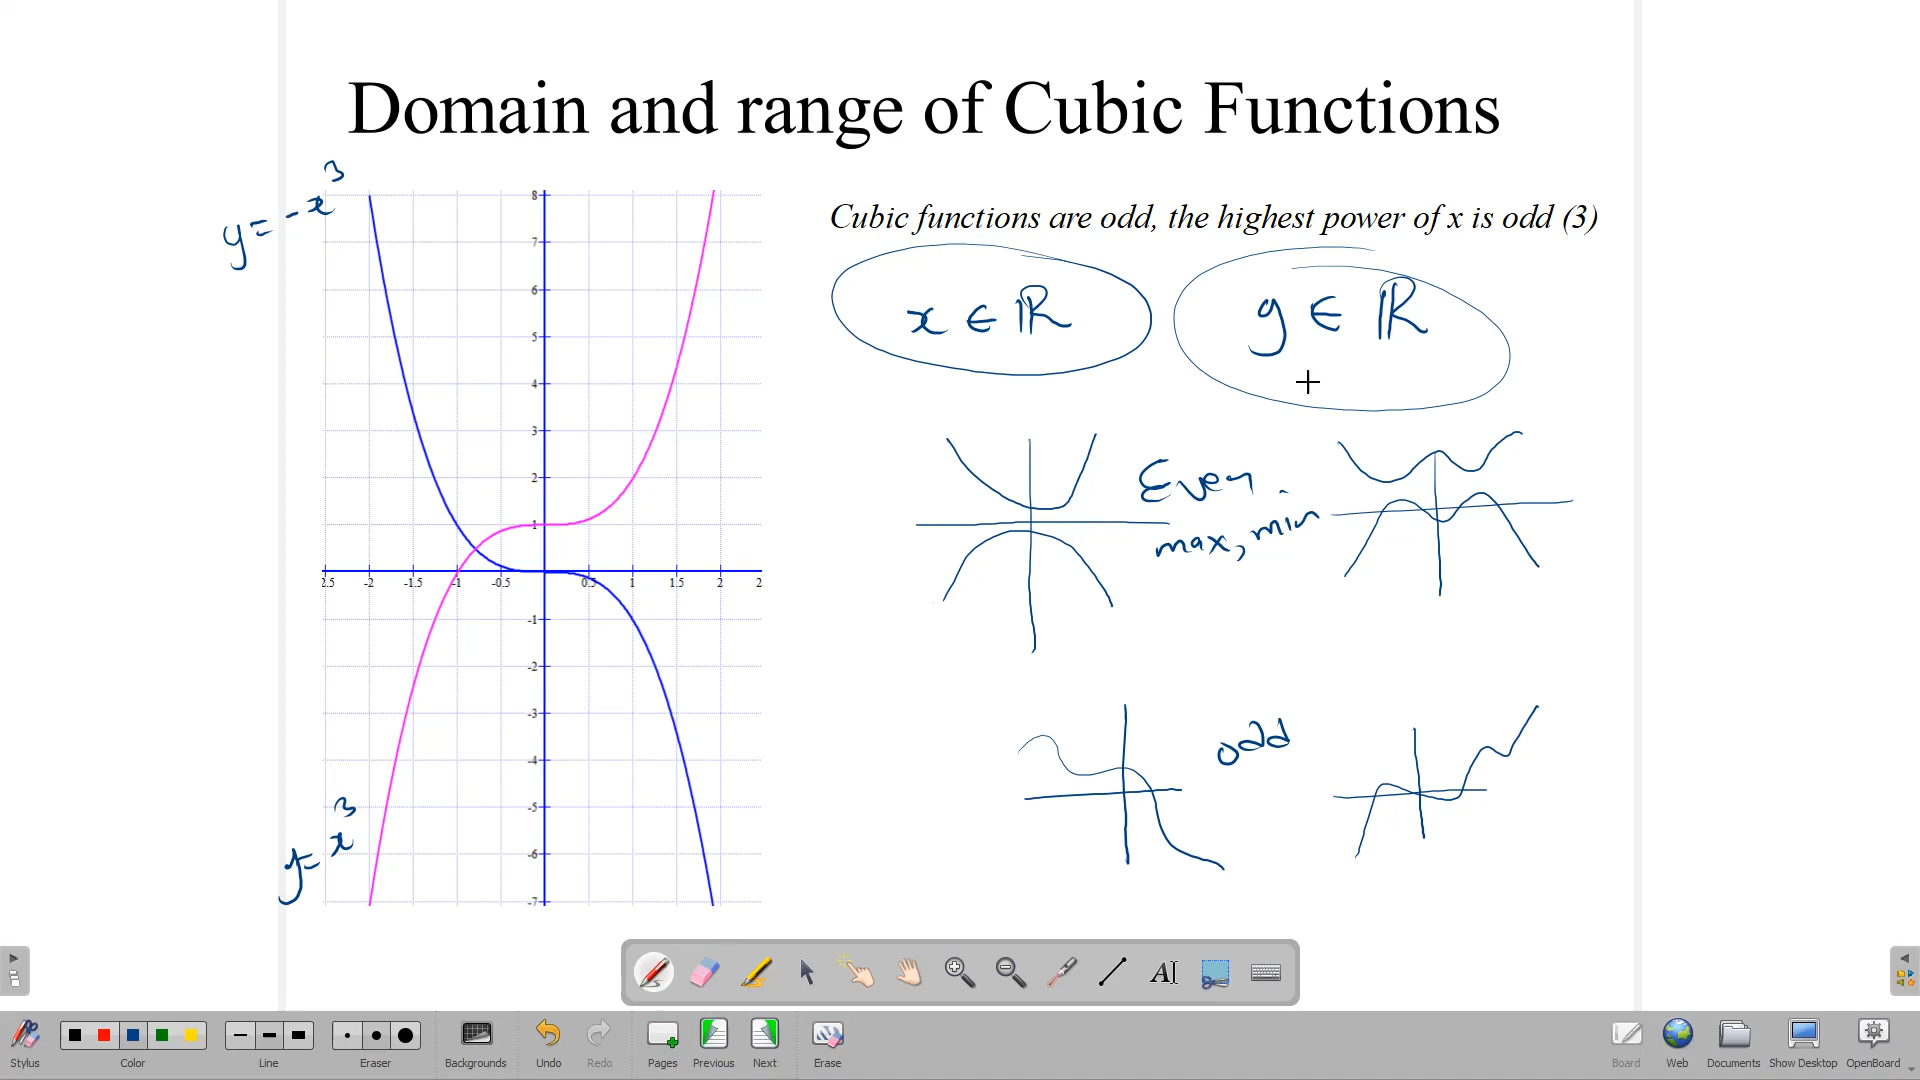 Domain and range of Cubic Functions
y = -x³
Cubic functions are odd, the highest power of x is odd (3)
x ∈ ℝ
y ∈ ℝ
8
7
6
5
4
3
2
1
2.5 -2 -1.5 -1 -0.5 0.5 1 1.5 2 2
-1
-2
-3
-4
-5
-6
-7
Even.
max, min
odd
y = x³
Stylus
Color
Line
Eraser
Backgrounds
Undo
Redo
Pages
Previous
Next
Erase
Board
Web
Documents
Show Desktop
OpenBoard